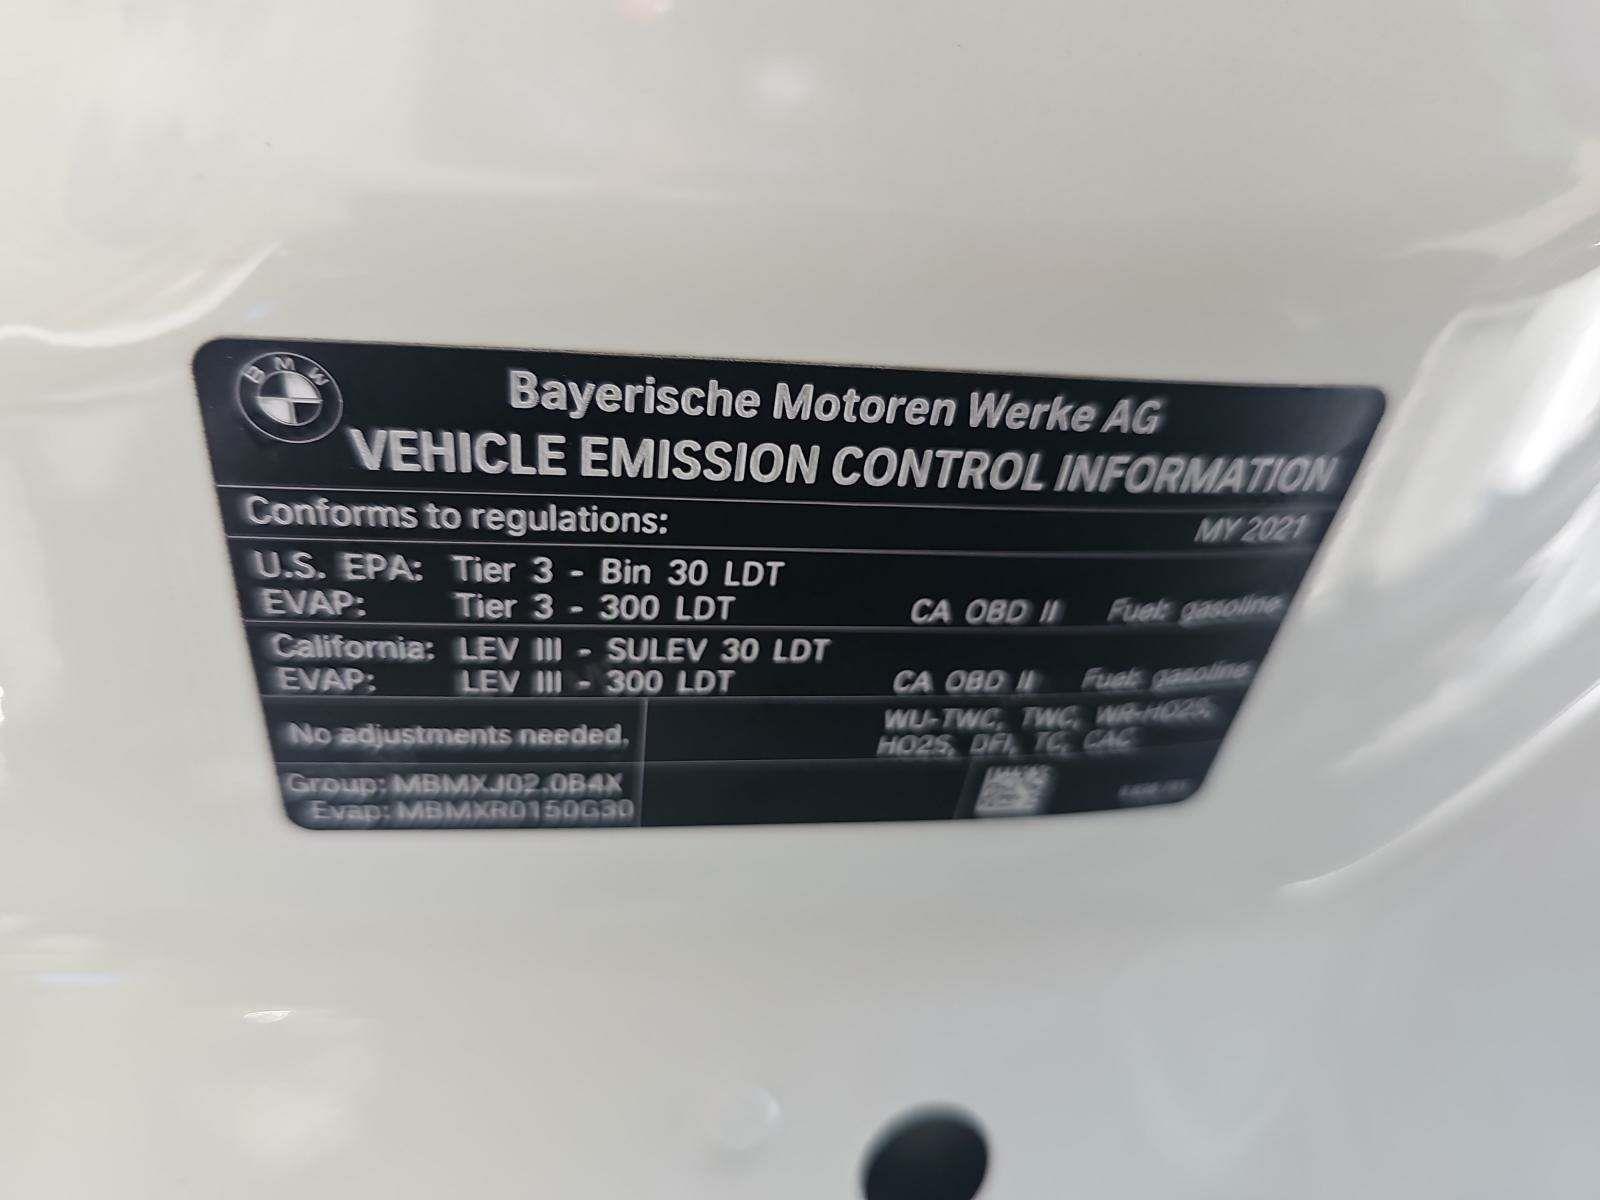 BMW
Bayerische Motoren Werke AG
VEHICLE EMISSION CONTROL INFORMATION
Conforms to regulations: MY 2021
U.S. EPA: Tier 3 - Bin 30 LDT
EVAP: Tier 3 - 300 LDT CA OBD II Fuel: gasoline
California: LEV III - SULEV 30 LDT
EVAP: LEV III - 300 LDT CA OBD II Fuel: gasoline
No adjustments needed. WU-TWC, TWC, WR-HO2S,
HO2S, DFI, TC, CAC
Group: MBMXJ02.0B4X
Evap: MBMXR0150G30